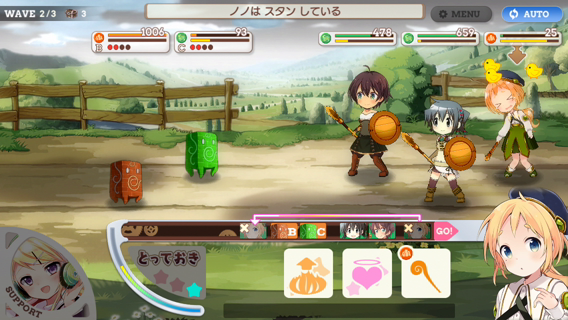 WAVE 2/3 3
ノノは スタン している
MENU
AUTO
1006
B
93
C
478
659
25
B C
GO!
とっておき
SUPPORT